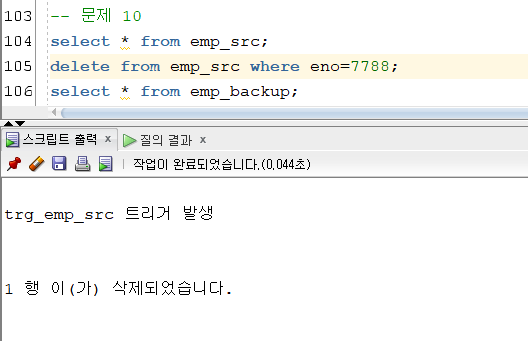 103 -- 문제 10
104 select * from emp_src;
105 delete from emp_src where eno=7788;
106 select * from emp_backup;
스크립트 출력 x 질의 결과 x
작업이 완료되었습니다.(0,044초)
trg_emp_src 트리거 발생
1 행 이(가) 삭제되었습니다.